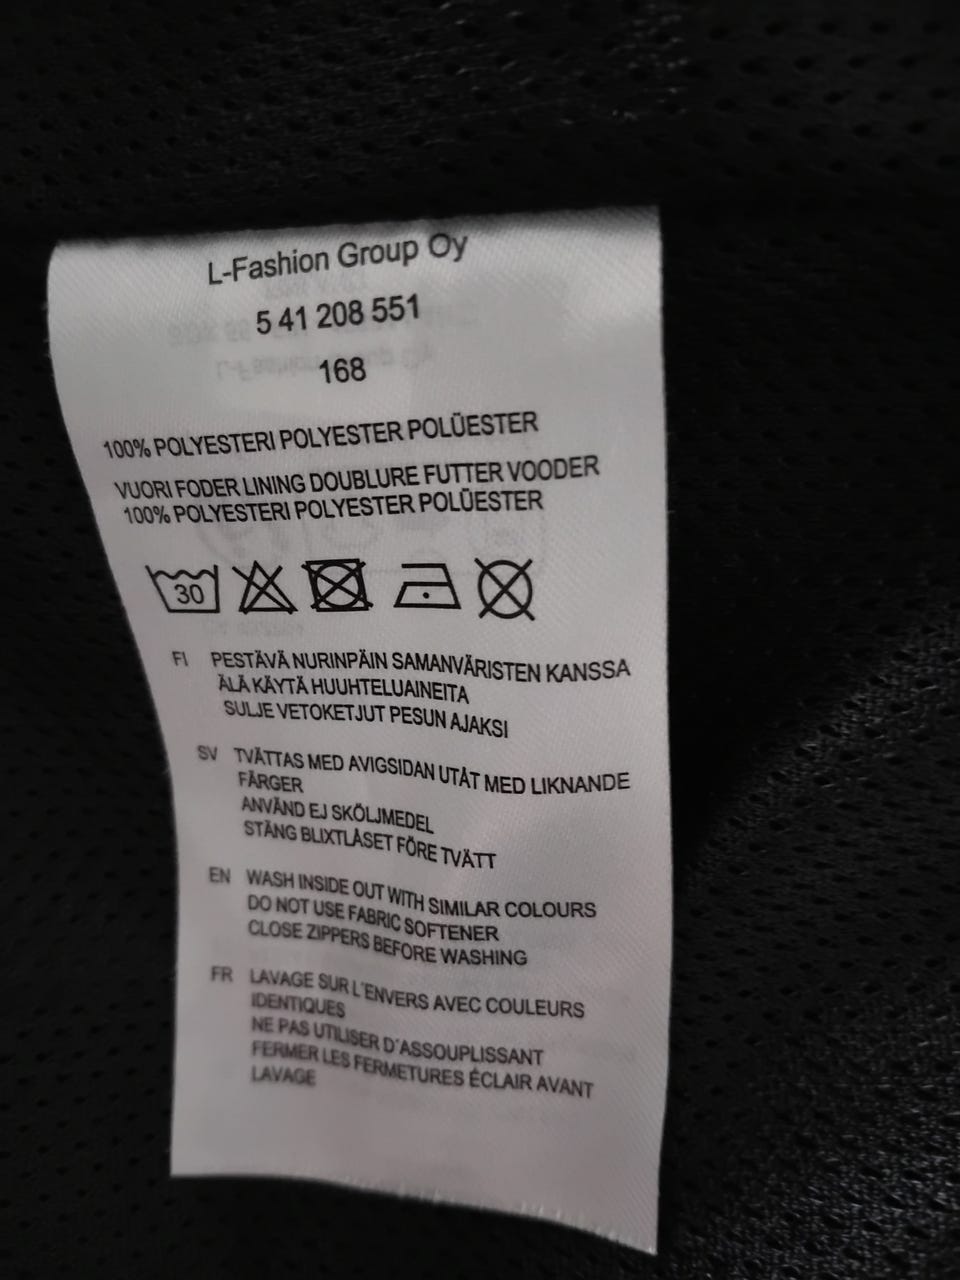 L-Fashion Group Oy
5 41 208 551
168
100% POLYESTERI POLYESTER POLÜESTER
VUORI FODER LINING DOUBLURE FUTTER VOODER
100% POLYESTERI POLYESTER POLÜESTER
30
FI PESTÄVÄ NURINPÄIN SAMANVÄRISTEN KANSSA
ÄLÄ KÄYTÄ HUUHTELUAINEITA
SULJE VETOKETJUT PESUN AJAKSI
SV TVÄTTAS MED AVIGSIDAN UTÅT MED LIKNANDE
FÄRGER
ANVÄND EJ SKÖLJMEDEL
STÄNG BLIXTLÅSET FÖRE TVÄTT
EN WASH INSIDE OUT WITH SIMILAR COLOURS
DO NOT USE FABRIC SOFTENER
CLOSE ZIPPERS BEFORE WASHING
FR LAVAGE SUR L'ENVERS AVEC COULEURS
IDENTIQUES
NE PAS UTILISER D'ASSOUPLISSANT
FERMER LES FERMETURES ÉCLAIR AVANT
LAVAGE